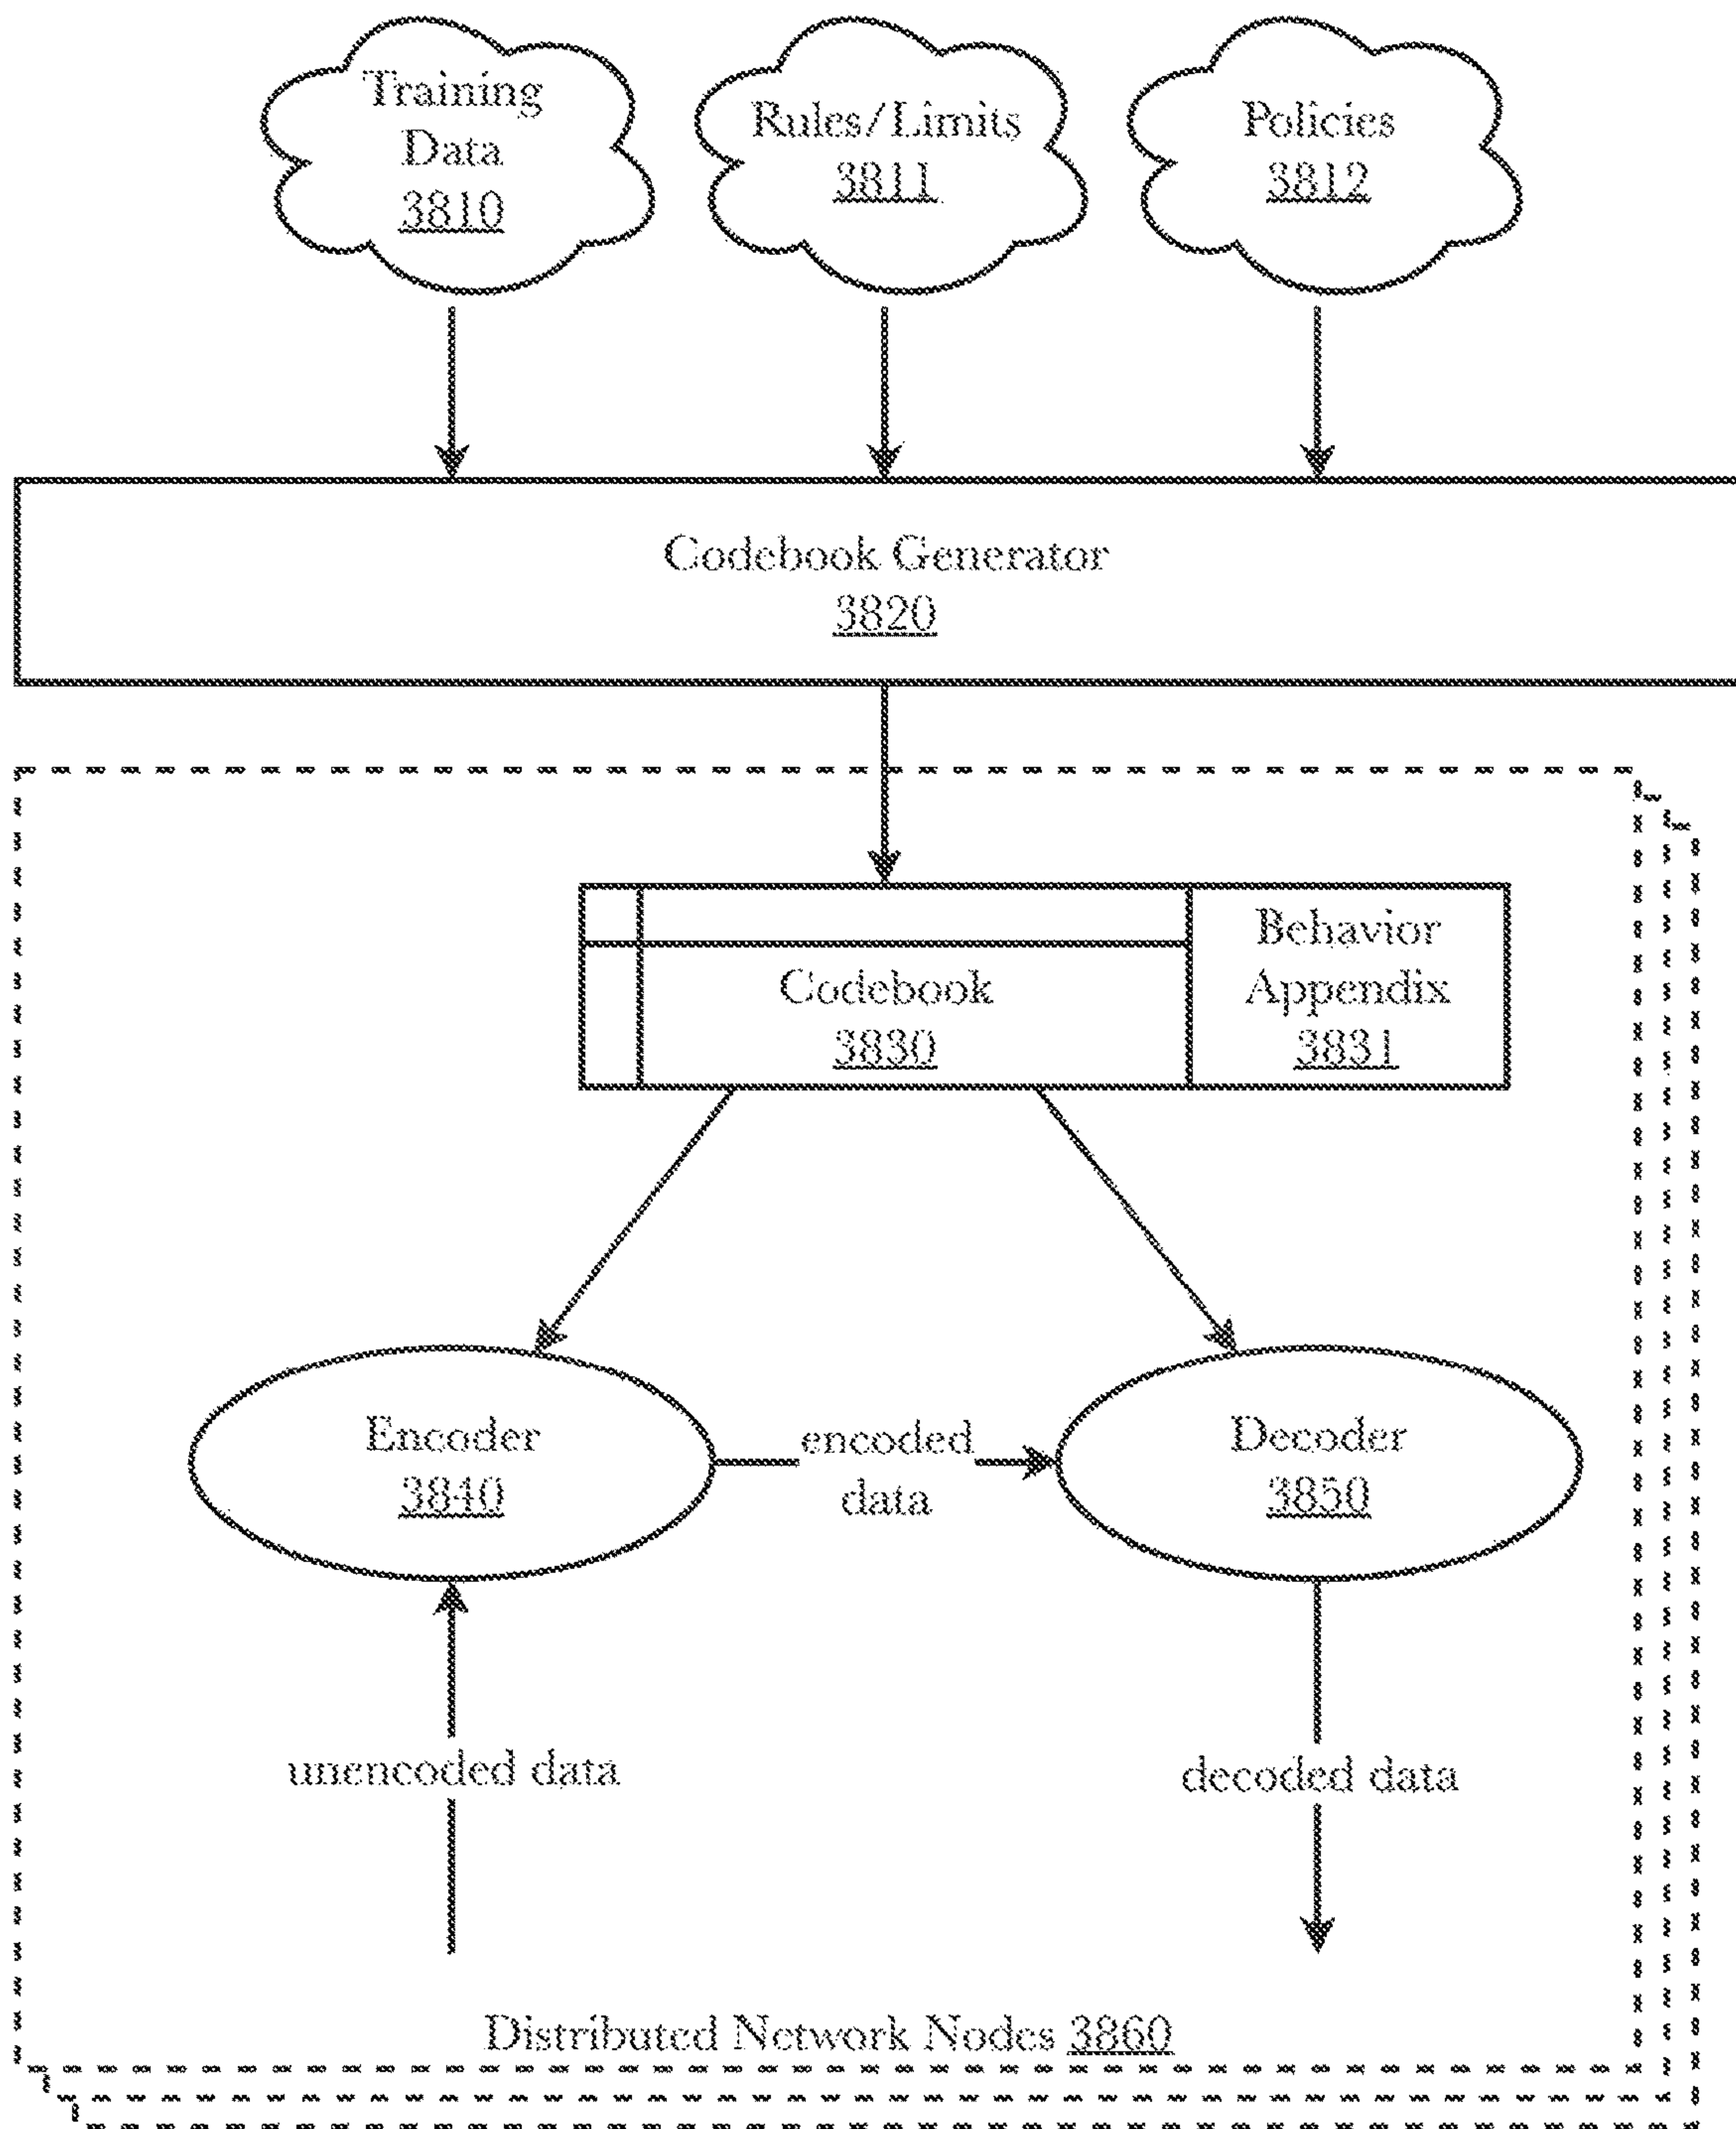 Training
Data
3810
Rules/Limits
3811
Policies
3812
Codebook Generator
3820
Codebook
3830
Behavior
Appendix
3831
Encoder
3840
encoded
data
Decoder
3850
unencoded data
decoded data
Distributed Network Nodes 3860